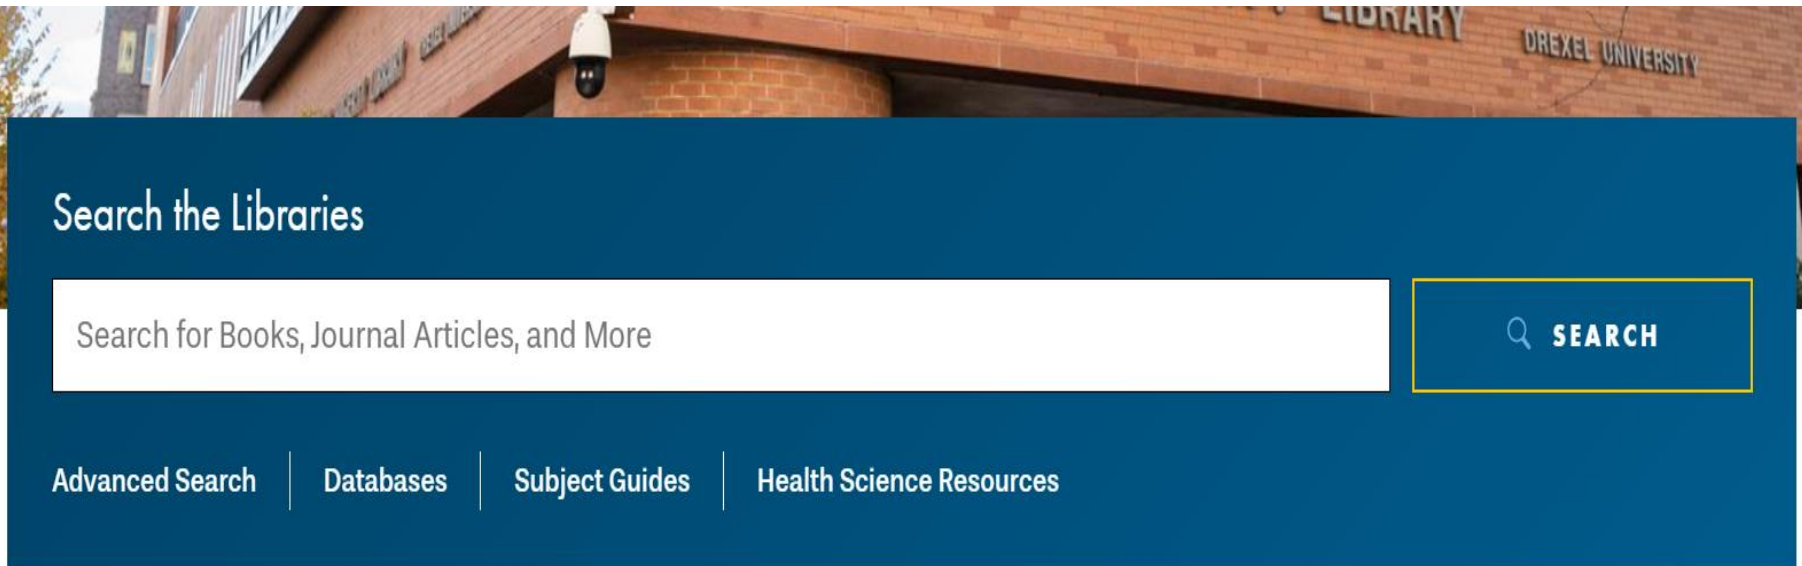 LIBRARY
DREXEL UNIVERSITY
Search the Libraries
Search for Books, Journal Articles, and More
SEARCH
Advanced Search
Databases
Subject Guides
Health Science Resources